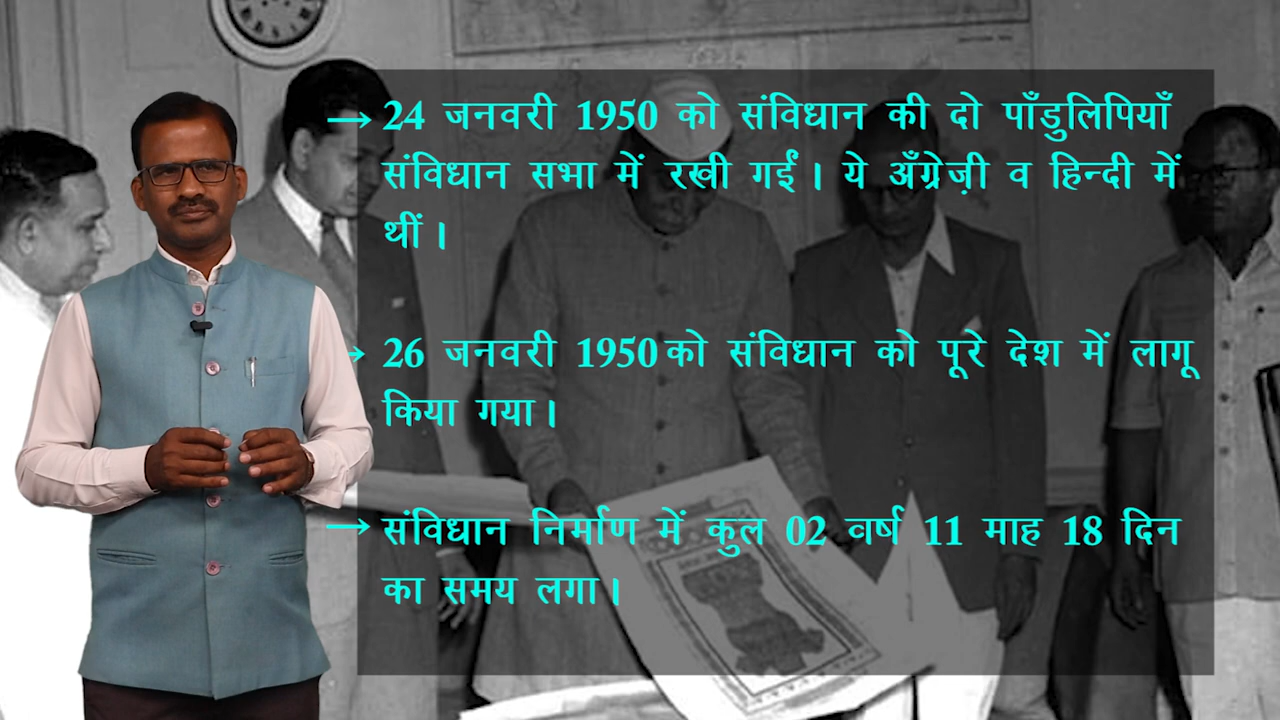 → 24 जनवरी 1950 को संविधान की दो पाँडुलिपियाँ
संविधान सभा में रखी गईं। ये अँग्रेज़ी व हिन्दी में
थीं।
→ 26 जनवरी 1950 को संविधान को पूरे देश में लागू
किया गया।
→ संविधान निर्माण में कुल 02 वर्ष 11 माह 18 दिन
का समय लगा।